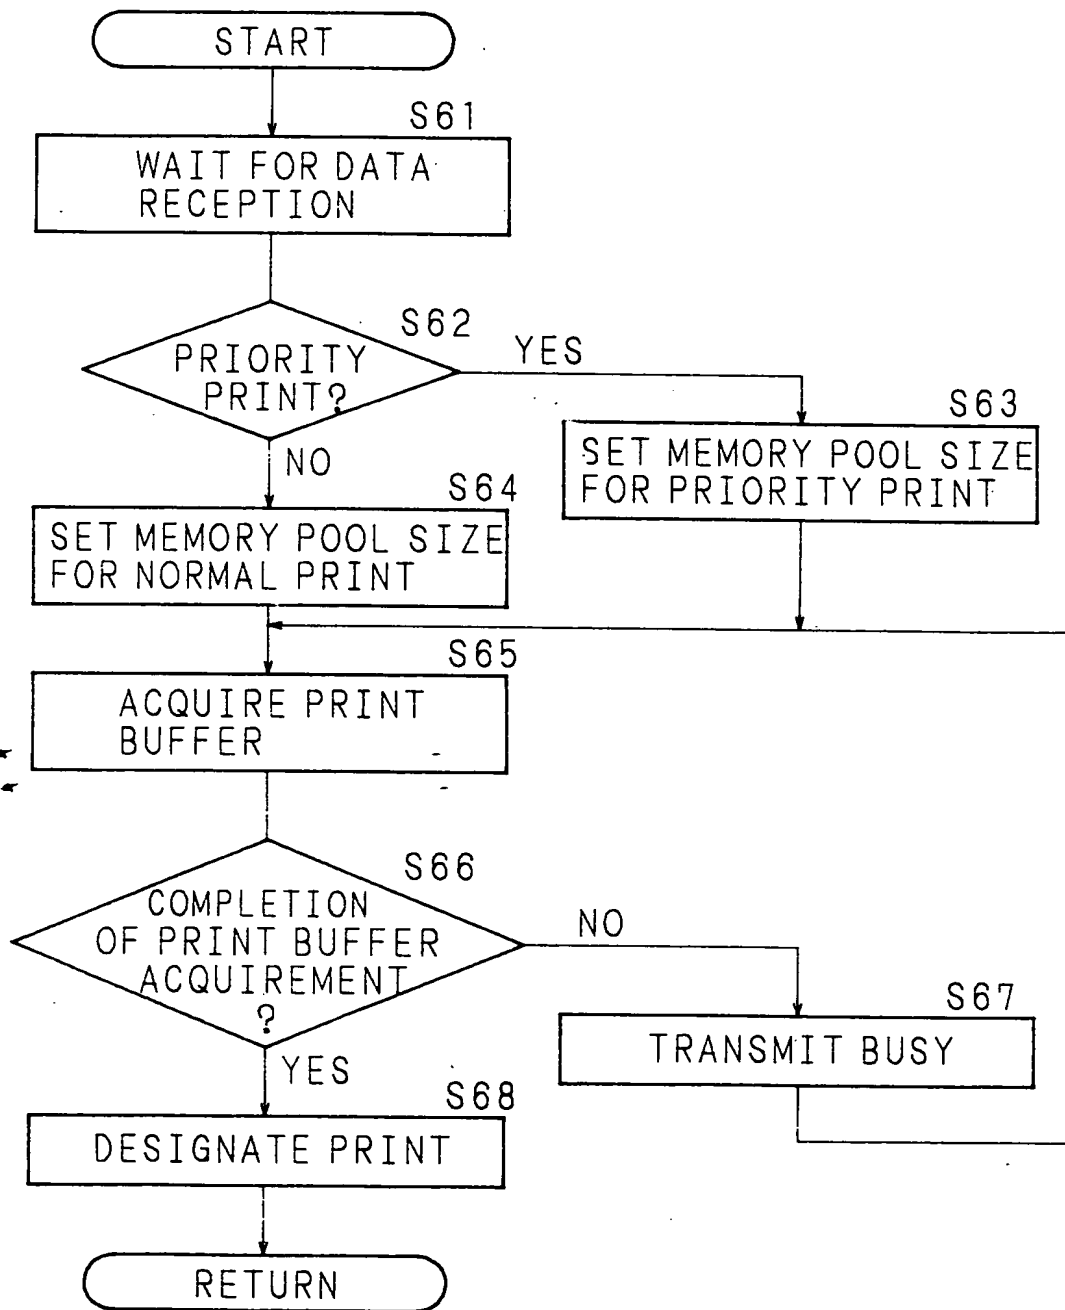 START
S61
WAIT FOR DATA
RECEPTION
S62
PRIORITY
PRINT?
YES
NO
S63
SET MEMORY POOL SIZE
FOR PRIORITY PRINT
S64
SET MEMORY POOL SIZE
FOR NORMAL PRINT
S65
ACQUIRE PRINT
BUFFER
S66
COMPLETION
OF PRINT BUFFER
ACQUIREMENT
?
NO
S67
TRANSMIT BUSY
YES
S68
DESIGNATE PRINT
RETURN